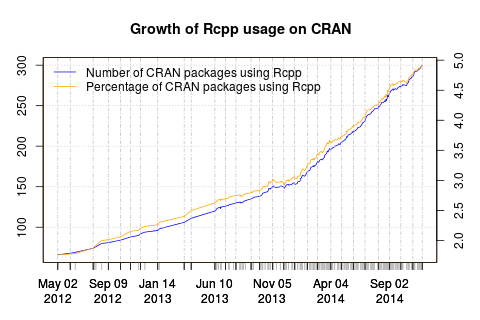 Growth of Rcpp usage on CRAN
Number of CRAN packages using Rcpp
Percentage of CRAN packages using Rcpp
300
250
200
150
100
5.0
4.5
4.0
3.5
3.0
2.5
2.0
May 02 2012
Sep 09 2012
Jan 14 2013
Jun 10 2013
Nov 05 2013
Apr 04 2014
Sep 02 2014